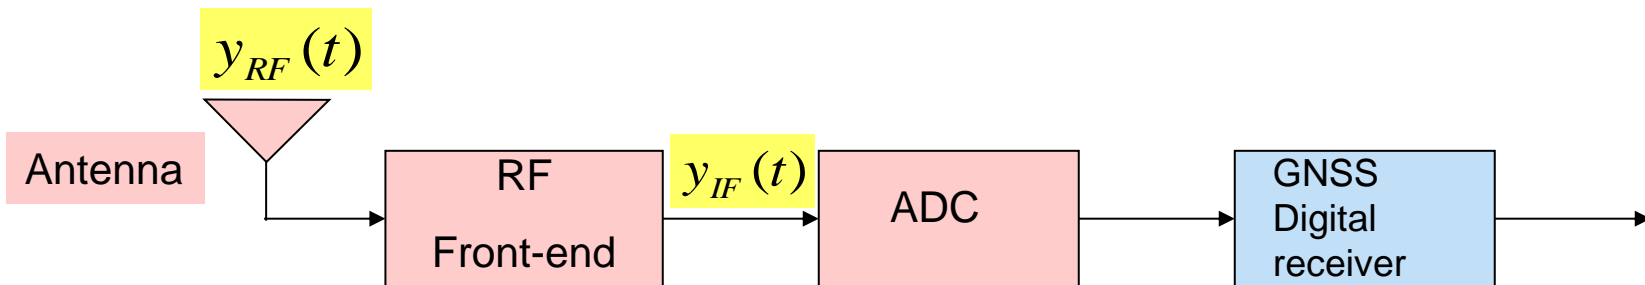 y_RF(t)
Antenna
RF
Front-end
y_IF(t)
ADC
GNSS
Digital
receiver